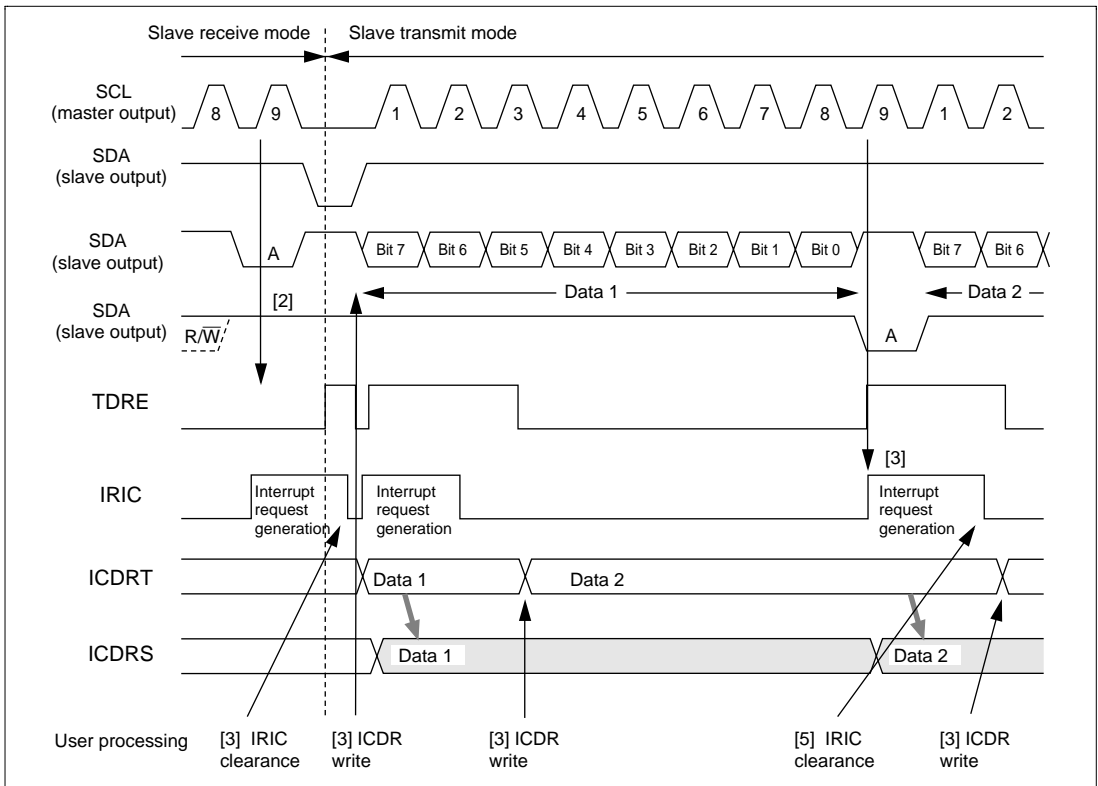 Slave receive mode Slave transmit mode
SCL
(master output)
8 9 1 2 3 4 5 6 7 8 9 1 2
SDA
(slave output)
SDA
(slave output)
A Bit 7 Bit 6 Bit 5 Bit 4 Bit 3 Bit 2 Bit 1 Bit 0 Bit 7 Bit 6
Data 1 Data 2
[2]
SDA
(slave output)
R/W̅
A
TDRE
[3]
IRIC
Interrupt
request
generation
Interrupt
request
generation
Interrupt
request
generation
ICDRT
Data 1 Data 2
ICDRS
Data 1 Data 2
User processing
[3] IRIC
clearance
[3] ICDR
write
[3] ICDR
write
[5] IRIC
clearance
[3] ICDR
write